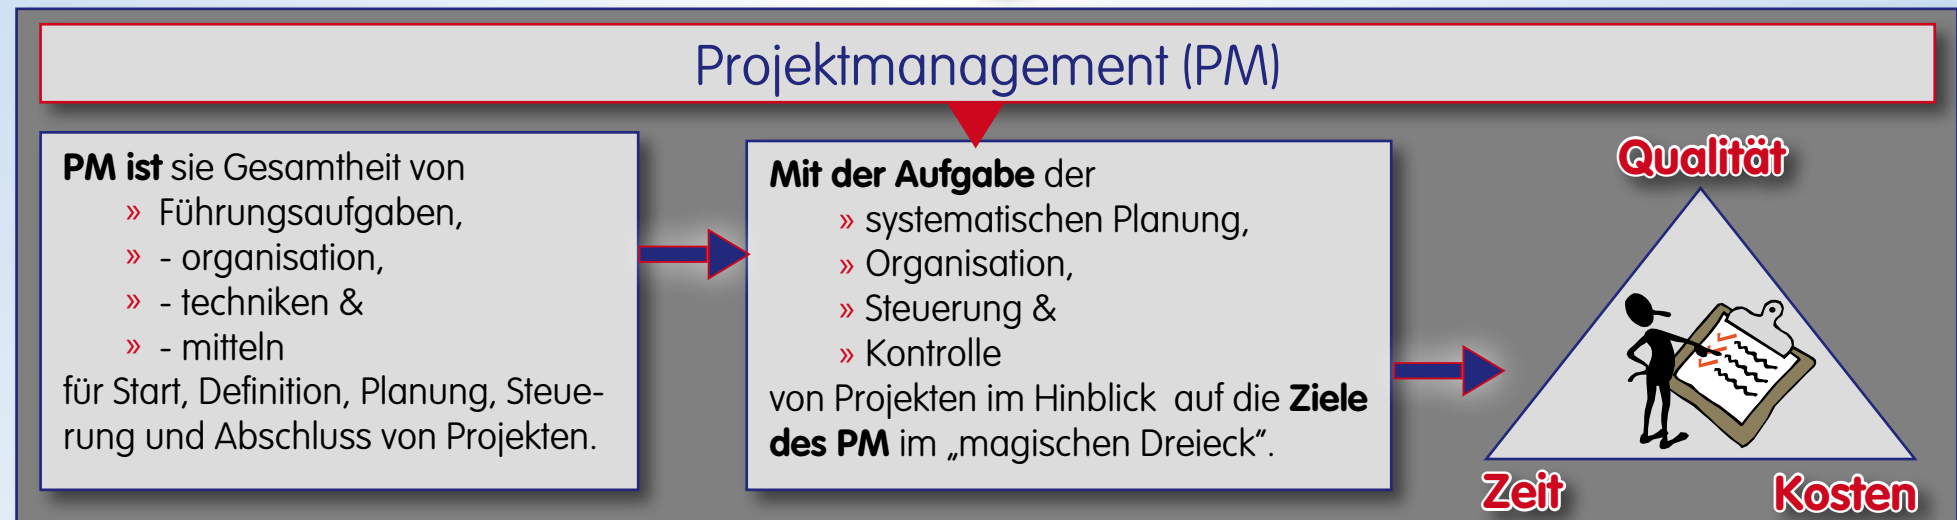 Projektmanagement (PM)
PM ist sie Gesamtheit von
» Führungsaufgaben,
» - organisation,
» - techniken &
» - mitteln
für Start, Definition, Planung, Steue-
rung und Abschluss von Projekten.
Mit der Aufgabe der
» systematischen Planung,
» Organisation,
» Steuerung &
» Kontrolle
von Projekten im Hinblick auf die Ziele
des PM im „magischen Dreieck“.
Qualität
Zeit
Kosten